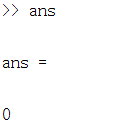 >> ans
ans =
0